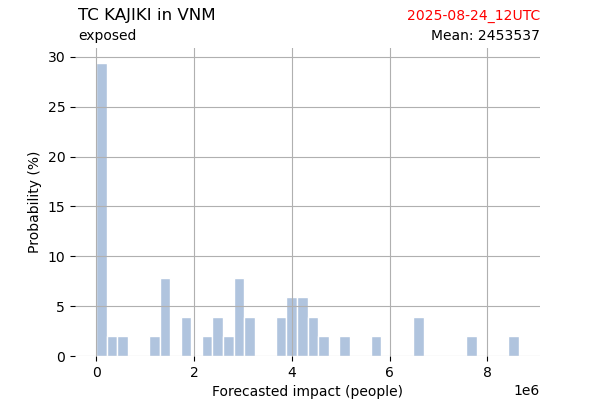 TC KAJIKI in VNM
2025-08-24_12UTC
exposed
Mean: 2453537
30
25
20
15
10
5
0
Probability (%)
0
2
4
6
8
1e6
Forecasted impact (people)